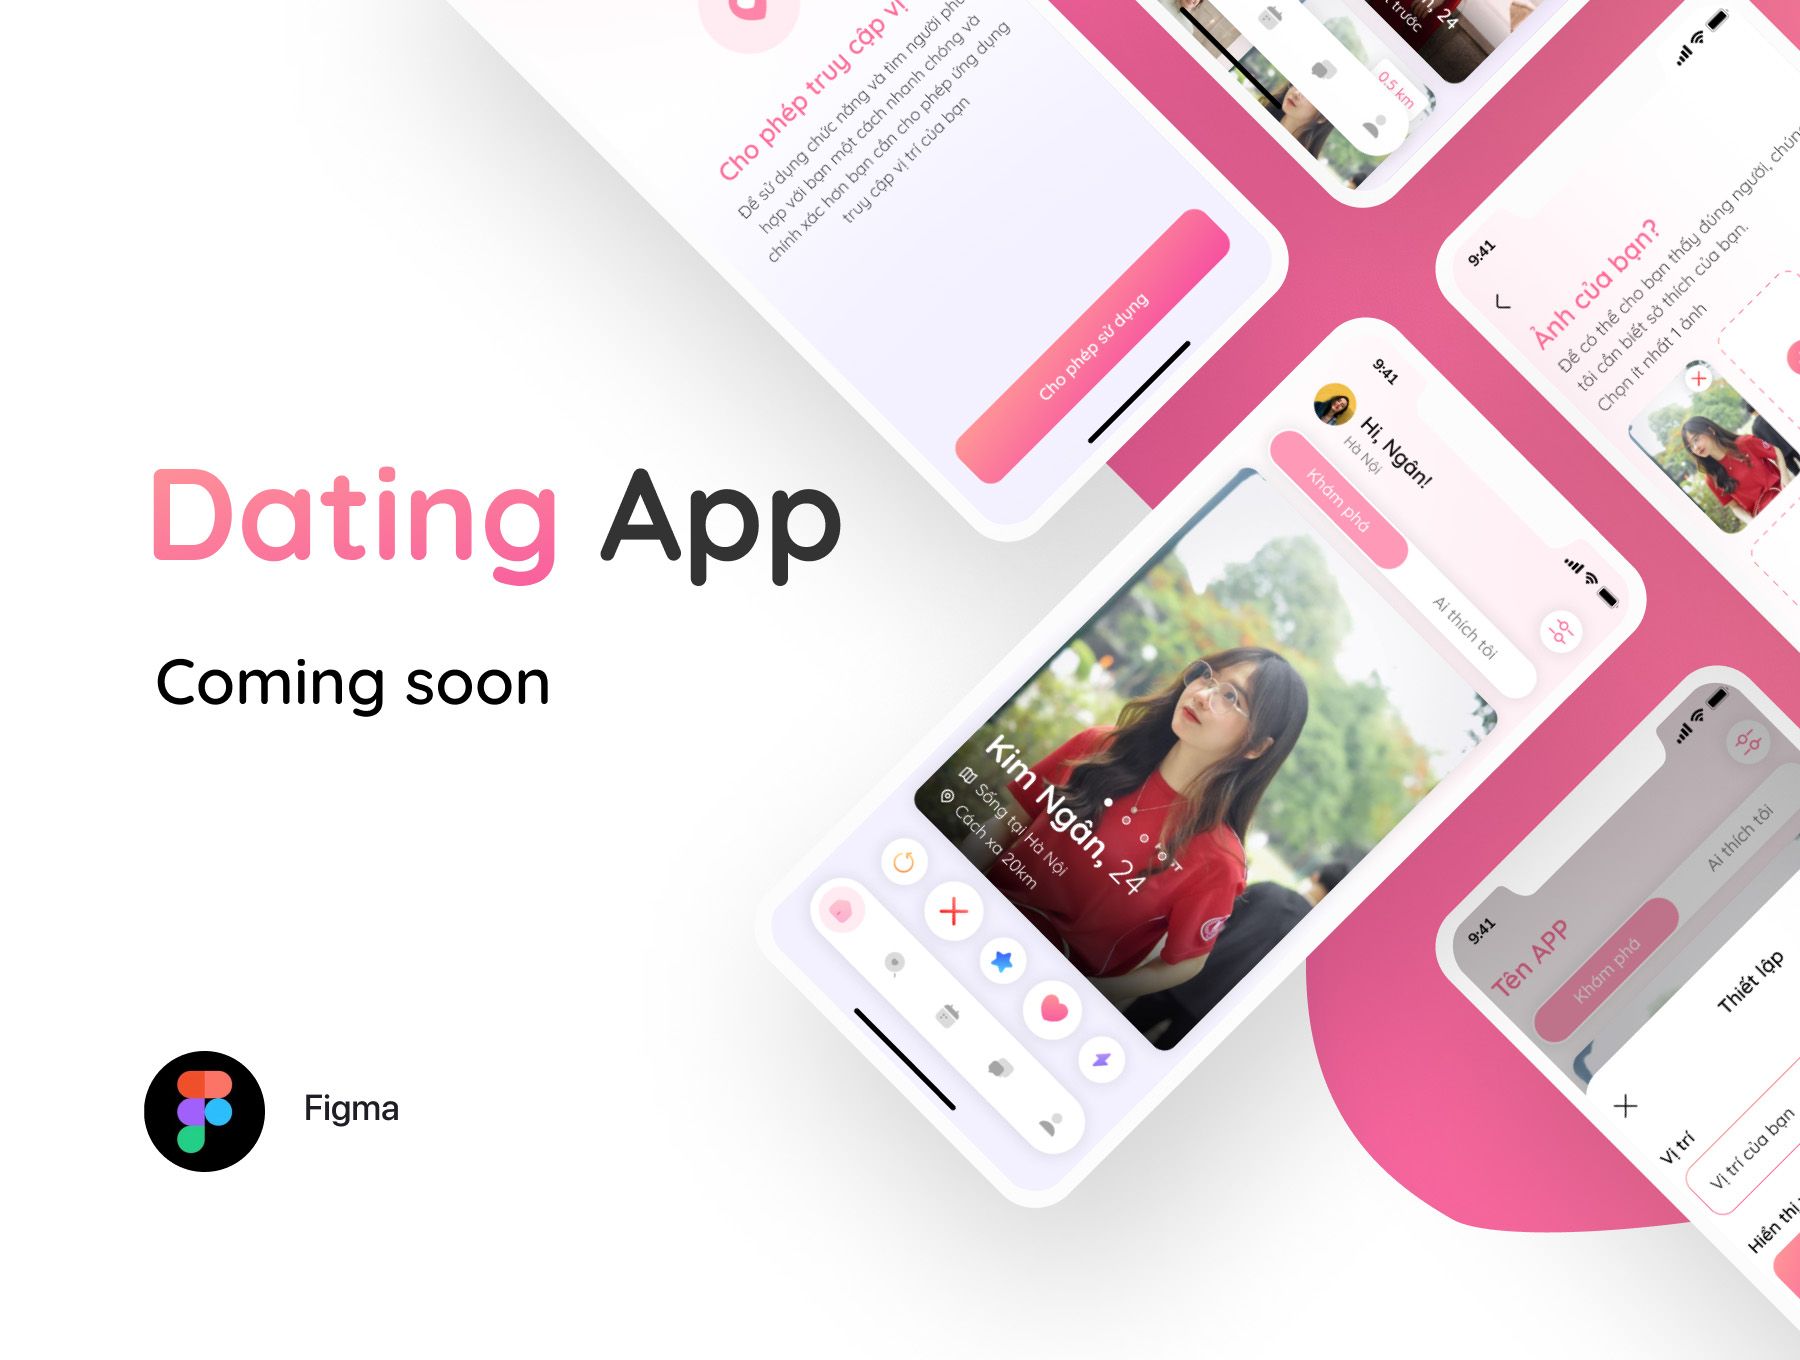 Dating App
Coming soon
Figma
Cho phép truy cập vị
Để sử dụng chức năng và tìm người phù
hợp với bạn một cách nhanh chóng và
chính xác hơn bạn cần cho phép ứng dụng
truy cập vị trí của bạn
Cho phép sử dụng
24
trước
0.5 km
9:41
Ảnh của bạn?
Để có thể cho bạn thấy đúng người, chúng
tôi cần biết sở thích của bạn.
Chọn ít nhất 1 ảnh
9:41
Hi, Ngân!
Hà Nội
Khám phá
Ai thích tôi
Kim Ngân, 24
Sống tại Hà Nội
Cách xa 20km
9:41
Tên APP
Khám phá
Ai thích tôi
Thiết lập
Vị trí
Vị trí của bạn
Hiển thị